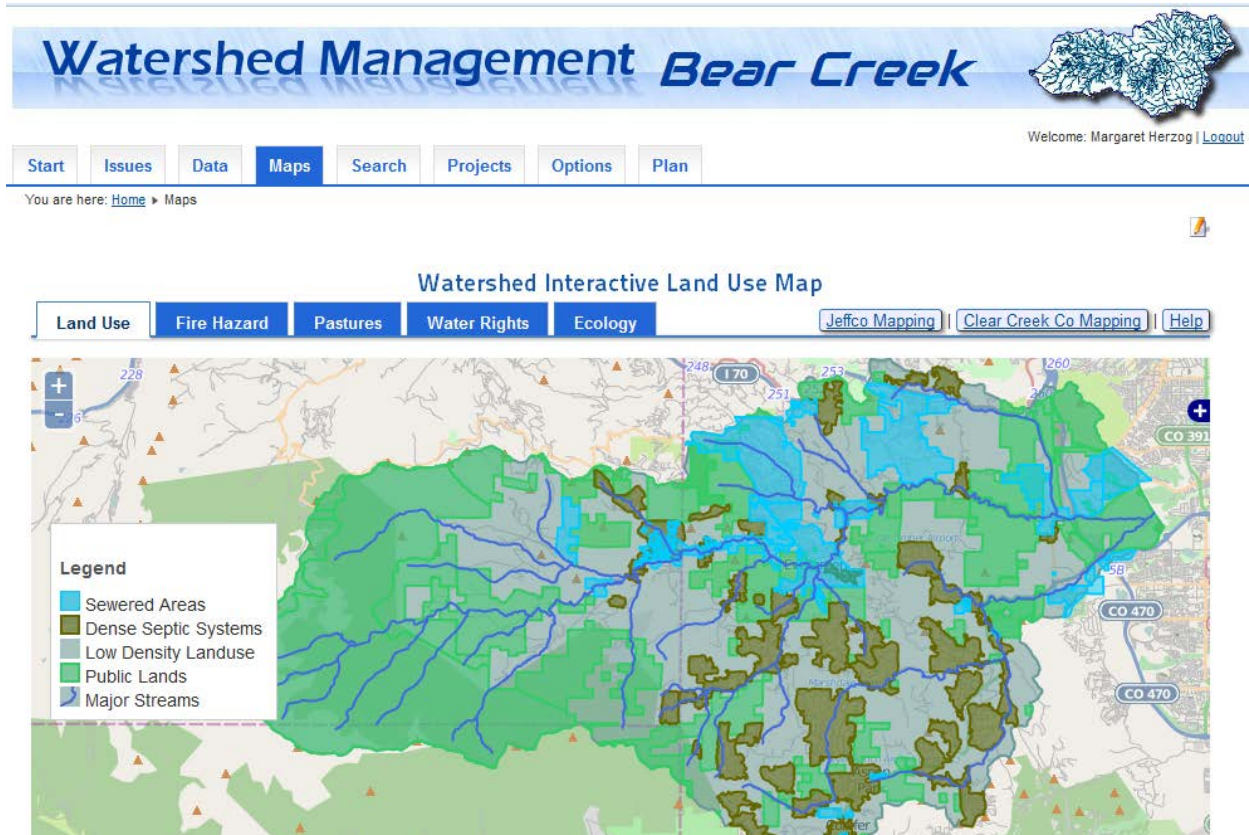 Watershed Management Bear Creek
Welcome: Margaret Herzog | Logout
Start Issues Data Maps Search Projects Options Plan
You are here: Home ▸ Maps
Watershed Interactive Land Use Map
Land Use Fire Hazard Pastures Water Rights Ecology Jeffco Mapping | Clear Creek Co Mapping | Help
+
-
228
248
I 70
253
251
260
CO 391
Legend
Sewered Areas
Dense Septic Systems
Low Density Landuse
Public Lands
Major Streams
5B
CO 470
CO 470